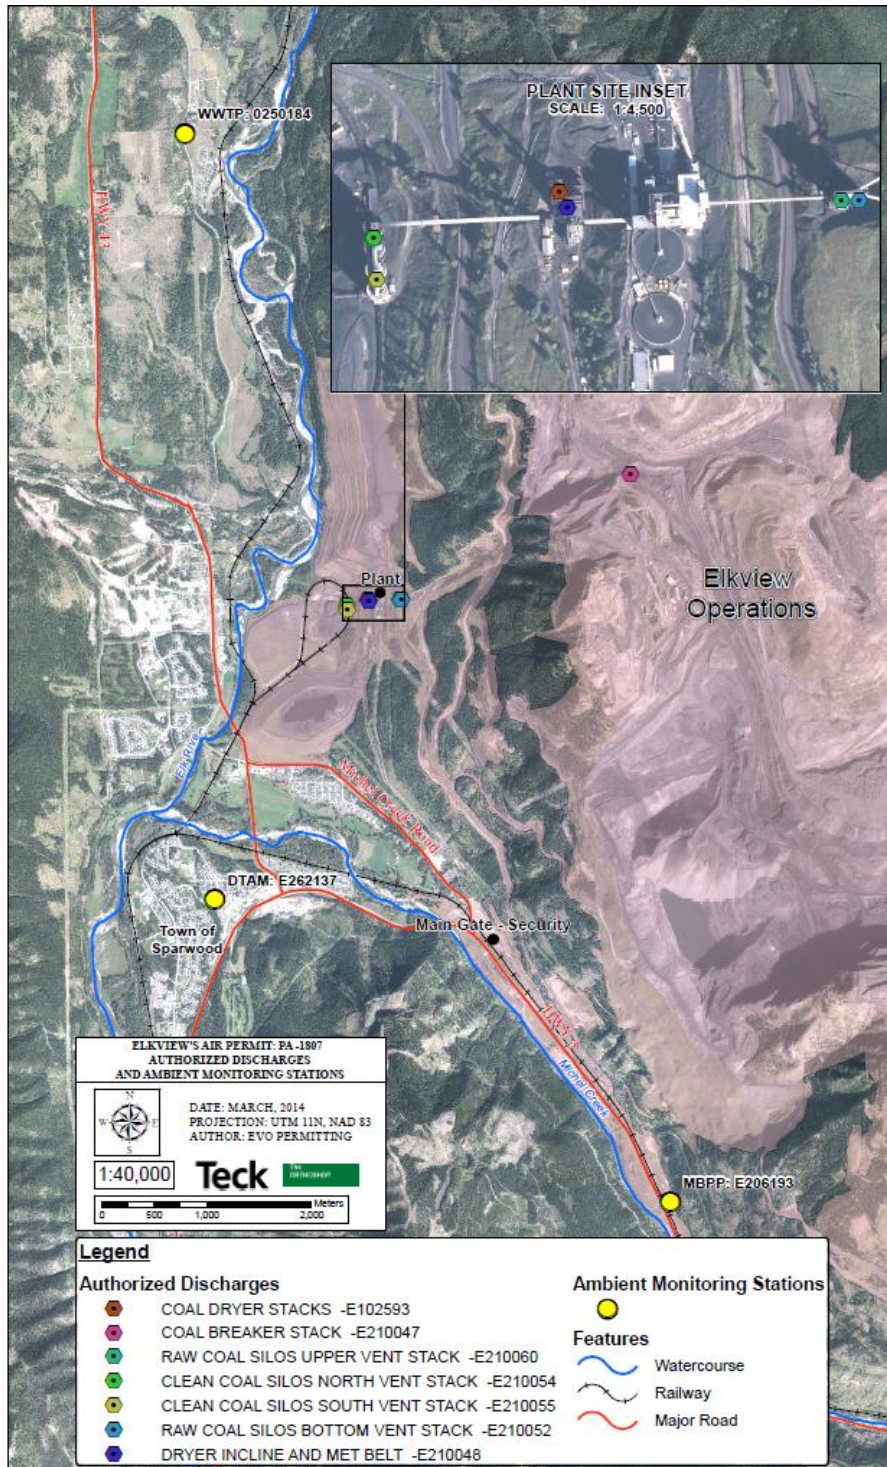 WWTP: 0250184
PLANT SITE INSET
SCALE: 1:4,500
HWY 43
Elkview
Operations
Plant
Elk River
Michel Creek Road
DTAM: E262137
Town of
Sparwood
Main Gate - Security
HWY 3
Michel Creek
MBPP: E206193
ELKVIEW'S AIR PERMIT: PA -1807
AUTHORIZED DISCHARGES
AND AMBIENT MONITORING STATIONS
N
W E
S
DATE: MARCH, 2014
PROJECTION: UTM 11N, NAD 83
AUTHOR: EVO PERMITTING
1:40,000
Teck
The
ORTHOSHOP
Meters
0 500 1,000 2,000
Legend
Authorized Discharges
COAL DRYER STACKS -E102593
COAL BREAKER STACK -E210047
RAW COAL SILOS UPPER VENT STACK -E210060
CLEAN COAL SILOS NORTH VENT STACK -E210054
CLEAN COAL SILOS SOUTH VENT STACK -E210055
RAW COAL SILOS BOTTOM VENT STACK -E210052
DRYER INCLINE AND MET BELT -E210048
Ambient Monitoring Stations
Features
Watercourse
Railway
Major Road